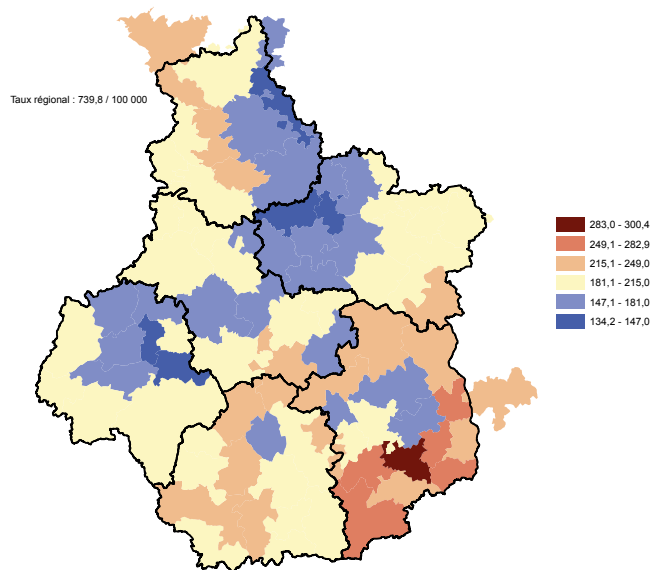 Taux régional : 739,8 / 100 000
283,0 - 300,4
249,1 - 282,9
215,1 - 249,0
181,1 - 215,0
147,1 - 181,0
134,2 - 147,0